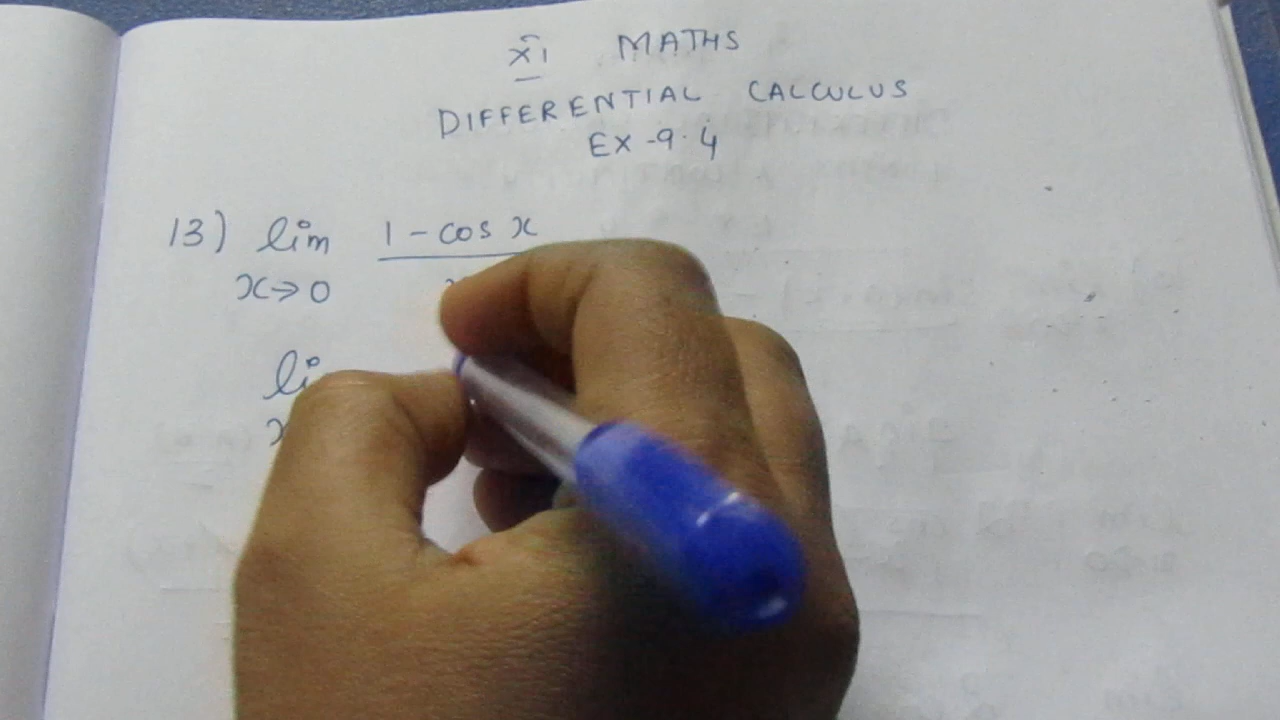 XI MATHS
DIFFERENTIAL CALCULUS
EX-9.4
13) lim 1 - cos x
x→0